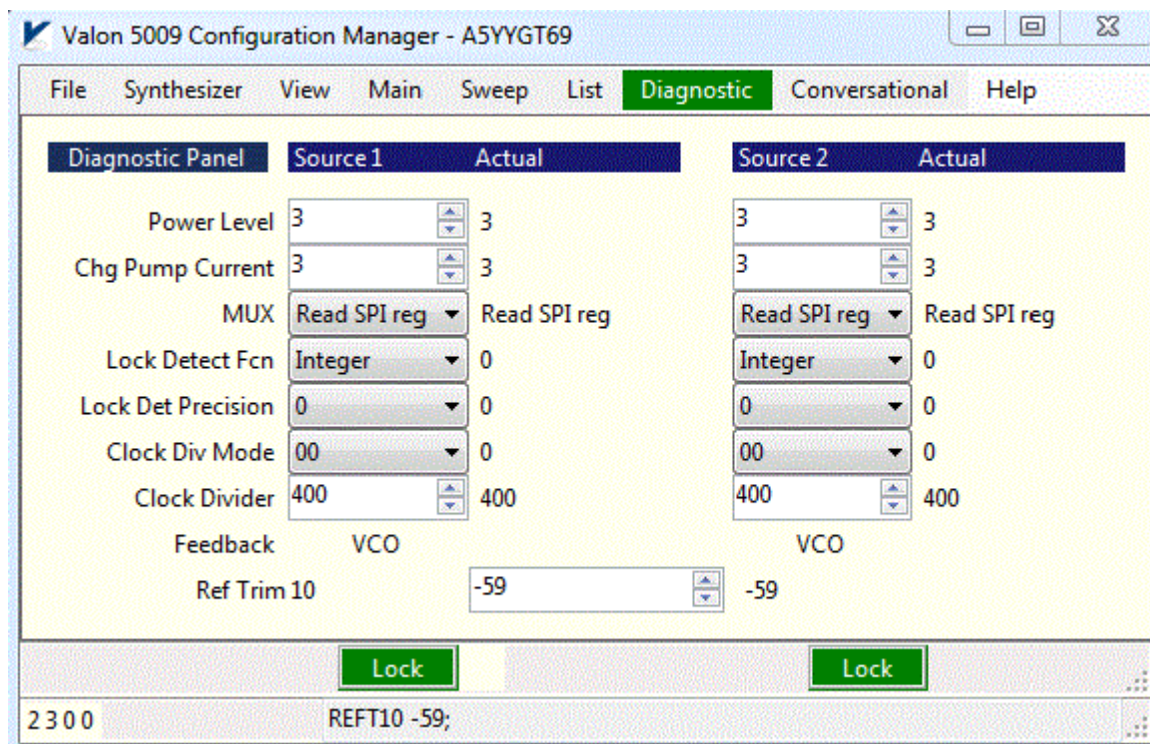 Valon 5009 Configuration Manager - A5YYGT69
File Synthesizer View Main Sweep List Diagnostic Conversational Help
Diagnostic Panel Source 1 Actual Source 2 Actual
Power Level 3 3 3 3
Chg Pump Current 3 3 3 3
MUX Read SPI reg Read SPI reg Read SPI reg Read SPI reg
Lock Detect Fcn Integer 0 Integer 0
Lock Det Precision 0 0 0 0
Clock Div Mode 00 0 00 0
Clock Divider 400 400 400 400
Feedback VCO VCO
Ref Trim 10 -59 -59
Lock Lock
2 3 0 0 REFT10 -59;